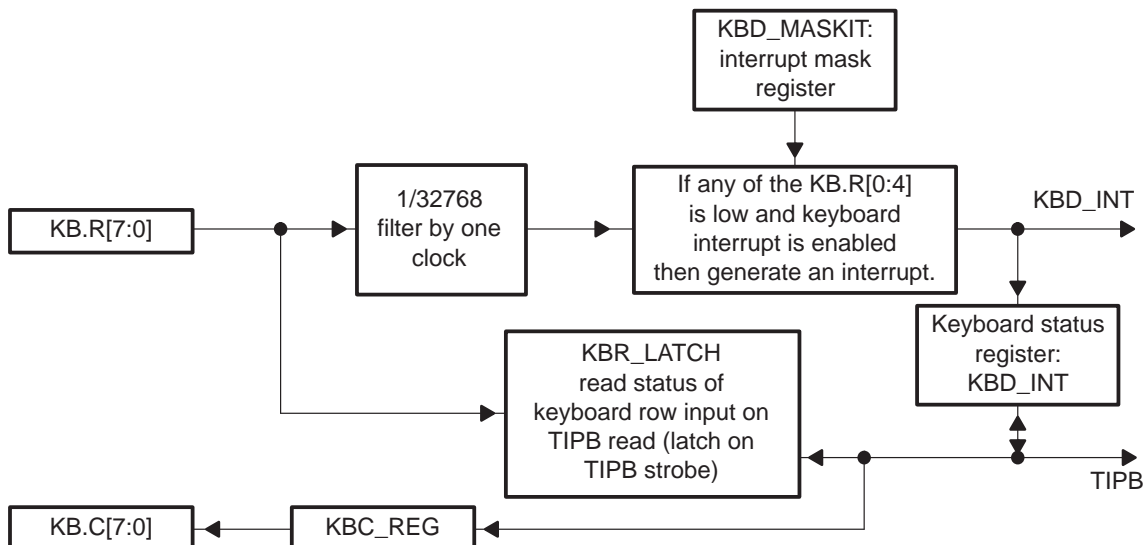 KBD_MASKIT:
interrupt mask
register
KB.R[7:0]
1/32768
filter by one
clock
If any of the KB.R[0:4]
is low and keyboard
interrupt is enabled
then generate an interrupt.
KBD_INT
Keyboard status
register:
KBD_INT
KBR_LATCH
read status of
keyboard row input on
TIPB read (latch on
TIPB strobe)
TIPB
KB.C[7:0]
KBC_REG